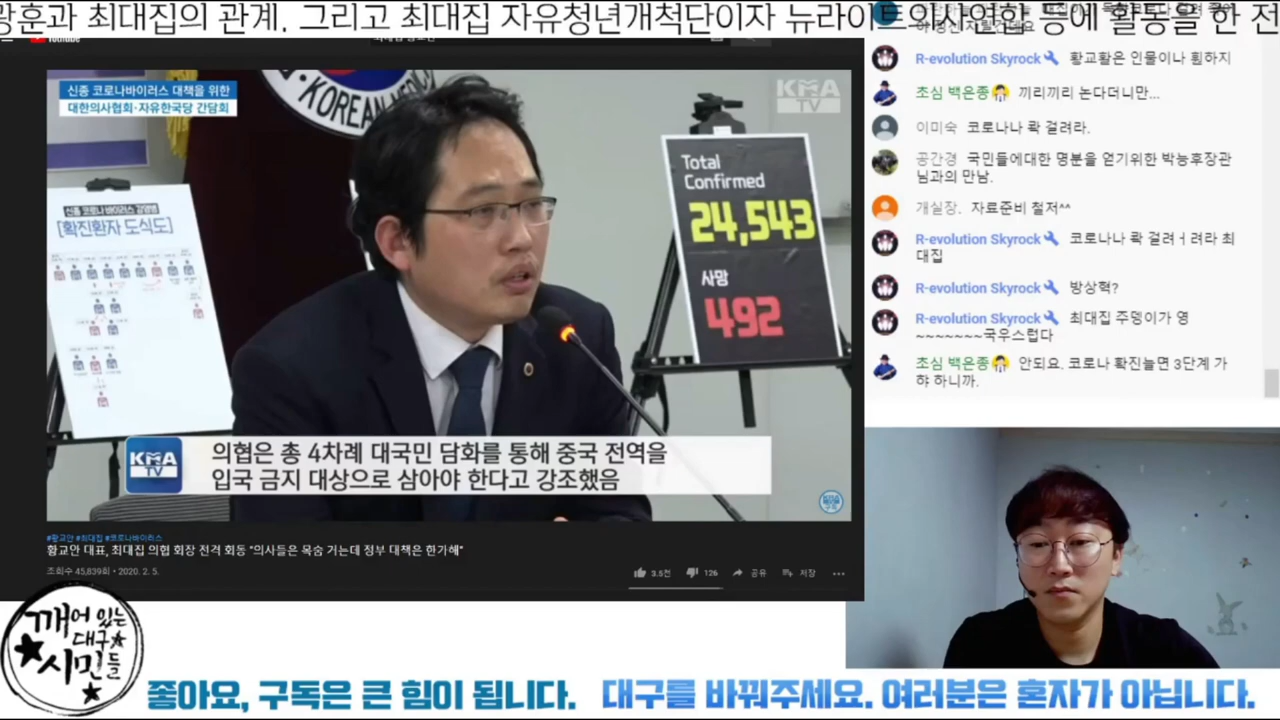 과 최대집의 관계. 그리고 최대집 자유청년개척단이자 뉴라이트
활동을 한 전
신종 코로나바이러스 대책을 위한
대한의사협회·자유한국당 간담회
KOREAN
KMA
TV
신종 코로나 바이러스 감염병
[확진환자 도식도]
Total
Confirmed
24,543
사망
492
KMA
TV
의협은 총 4차례 대국민 담화를 통해 중국 전역을
입국 금지 대상으로 삼아야 한다고 강조했음
#황교안 #최대집 #코로나바이러스
황교안 대표, 최대집 의협 회장 전격 회동 "의사들은 목숨 거는데 정부 대책은 한가해"
조회수 45,839회 • 2020. 2. 5.
3.5천 126 공유 저장
R-evolution Skyrock 황교활은 인물이나 훤하지
초심 백은종 끼리끼리 논다더니만...
이미숙 코로나나 콱 걸려라.
공간경 국민들에대한 명분을 얻기위한 박능후장관
님과의 만남.
개실장. 자료준비 철저^^
R-evolution Skyrock 코로나나 콱 걸려ㅓ려라 최
대집
R-evolution Skyrock 방상혁?
R-evolution Skyrock 최대집 주뎅이가 영
~~~~~~~국우스럽다
초심 백은종 안되요. 코로나 확진늘면 3단계 가
햐 하니까.
깨어 있는
대구
시민들
좋아요, 구독은 큰 힘이 됩니다. 대구를 바꿔주세요. 여러분은 혼자가 아닙니다.